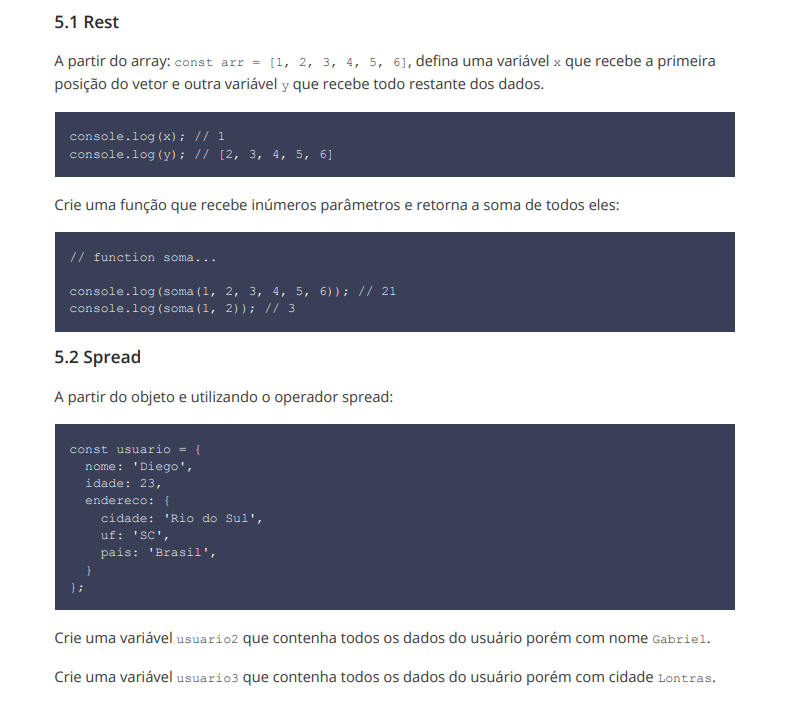 5.1 Rest
A partir do array: const arr = [1, 2, 3, 4, 5, 6], defina uma variável x que recebe a primeira
posição do vetor e outra variável y que recebe todo restante dos dados.
console.log(x); // 1
console.log(y); // [2, 3, 4, 5, 6]
Crie uma função que recebe inúmeros parâmetros e retorna a soma de todos eles:
// function soma...
console.log(soma(1, 2, 3, 4, 5, 6)); // 21
console.log(soma(1, 2)); // 3
5.2 Spread
A partir do objeto e utilizando o operador spread:
const usuario = {
  nome: 'Diego',
  idade: 23,
  endereco: {
    cidade: 'Rio do Sul',
    uf: 'SC',
    pais: 'Brasil',
  }
};
Crie uma variável usuario2 que contenha todos os dados do usuário porém com nome Gabriel.
Crie uma variável usuario3 que contenha todos os dados do usuário porém com cidade Lontras.